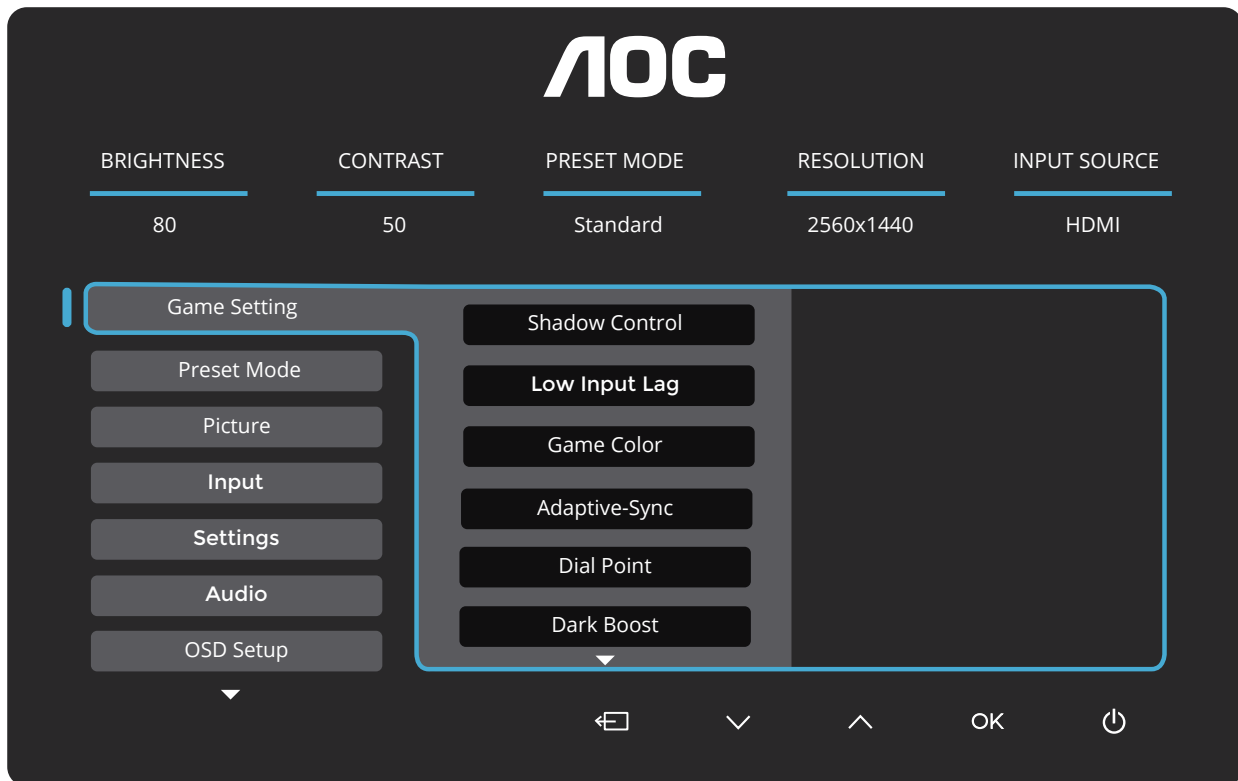 AOC
BRIGHTNESS CONTRAST PRESET MODE RESOLUTION INPUT SOURCE
80 50 Standard 2560x1440 HDMI
Game Setting
Preset Mode
Picture
Input
Settings
Audio
OSD Setup
Shadow Control
Low Input Lag
Game Color
Adaptive-Sync
Dial Point
Dark Boost
OK